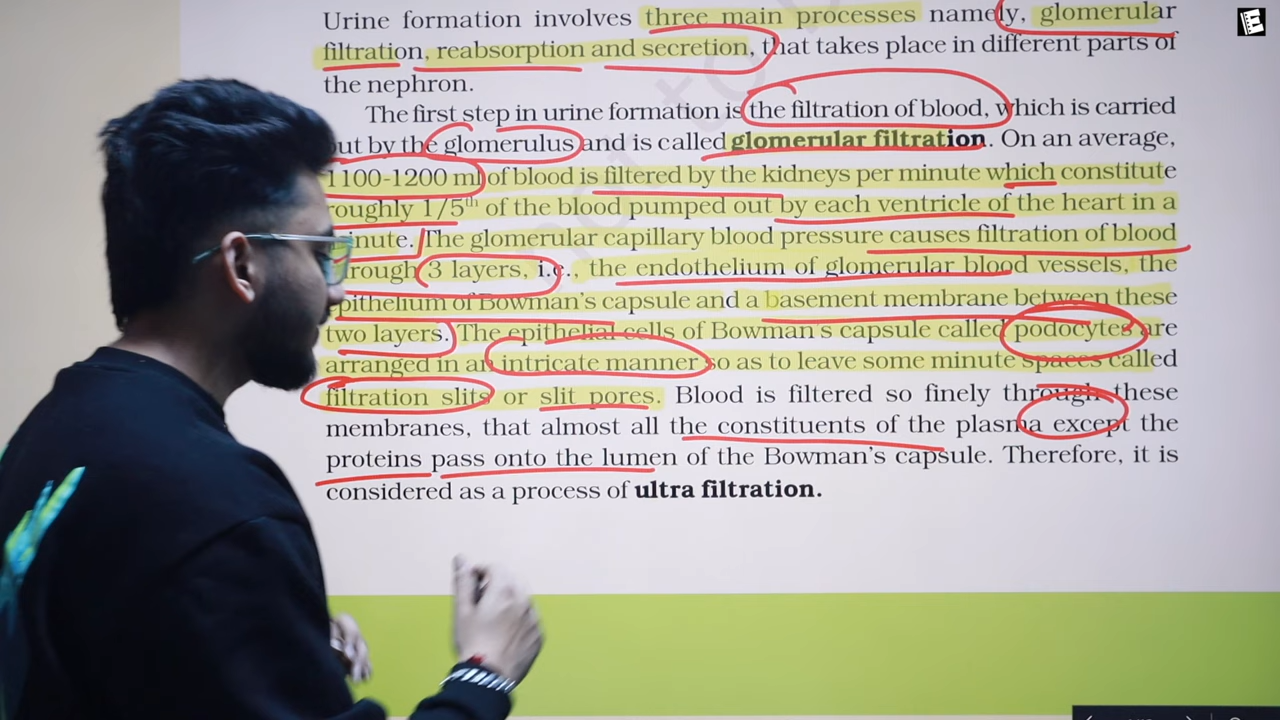 Urine formation involves three main processes namely, glomerular
filtration, reabsorption and secretion, that takes place in different parts of
the nephron.
The first step in urine formation is the filtration of blood, which is carried
out by the glomerulus and is called glomerular filtration. On an average,
1100-1200 ml of blood is filtered by the kidneys per minute which constitute
roughly 1/5th of the blood pumped out by each ventricle of the heart in a
minute. The glomerular capillary blood pressure causes filtration of blood
through 3 layers, i.e., the endothelium of glomerular blood vessels, the
epithelium of Bowman's capsule and a basement membrane between these
two layers. The epithelial cells of Bowman's capsule called podocytes are
arranged in an intricate manner so as to leave some minute spaces called
filtration slits or slit pores. Blood is filtered so finely through these
membranes, that almost all the constituents of the plasma except the
proteins pass onto the lumen of the Bowman's capsule. Therefore, it is
considered as a process of ultra filtration.